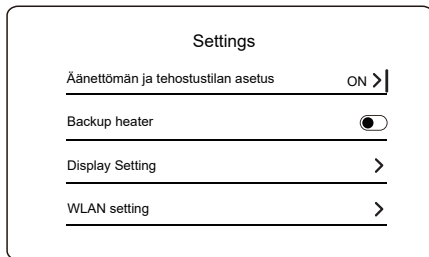 Settings
Äänettömän ja tehostustilan asetus ON
Backup heater
Display Setting
WLAN setting